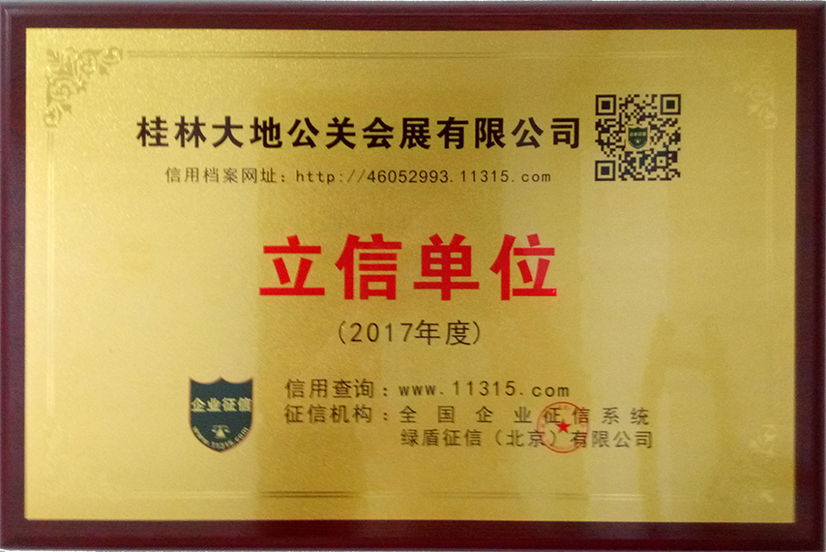 桂林大地公关会展有限公司
信用档案网址：http://46052993.11315.com
立信单位
(2017年度)
企业征信
www.11315.com
信用查询：www.11315.com
征信机构：全国企业征信系统
绿盾征信（北京）有限公司